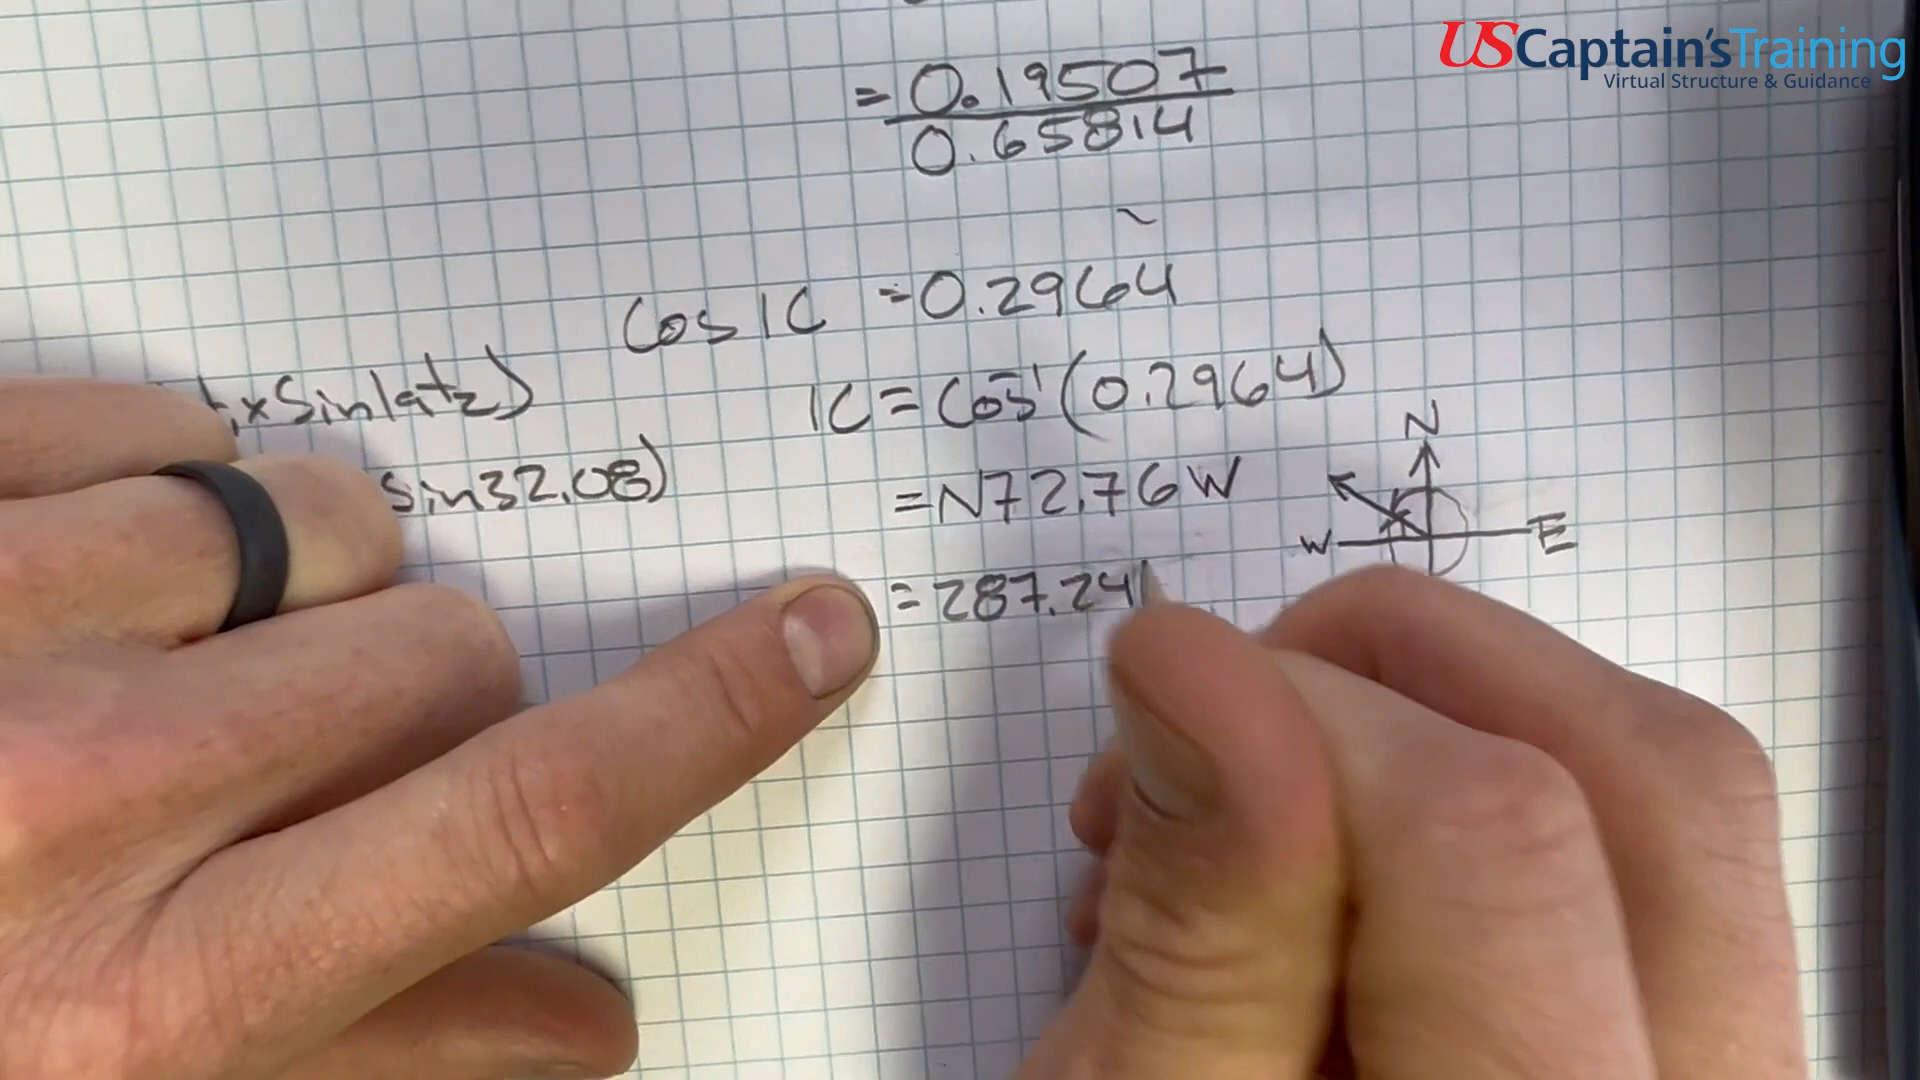 USCaptain'sTraining
Virtual Structure & Guidance
= 0.19507
0.65814
Cos IC = 0.2964
x Sin lat2)
IC = Cos⁻¹(0.2964)
sin 32.08)
= N72.76W
= 287.24
N
W
E